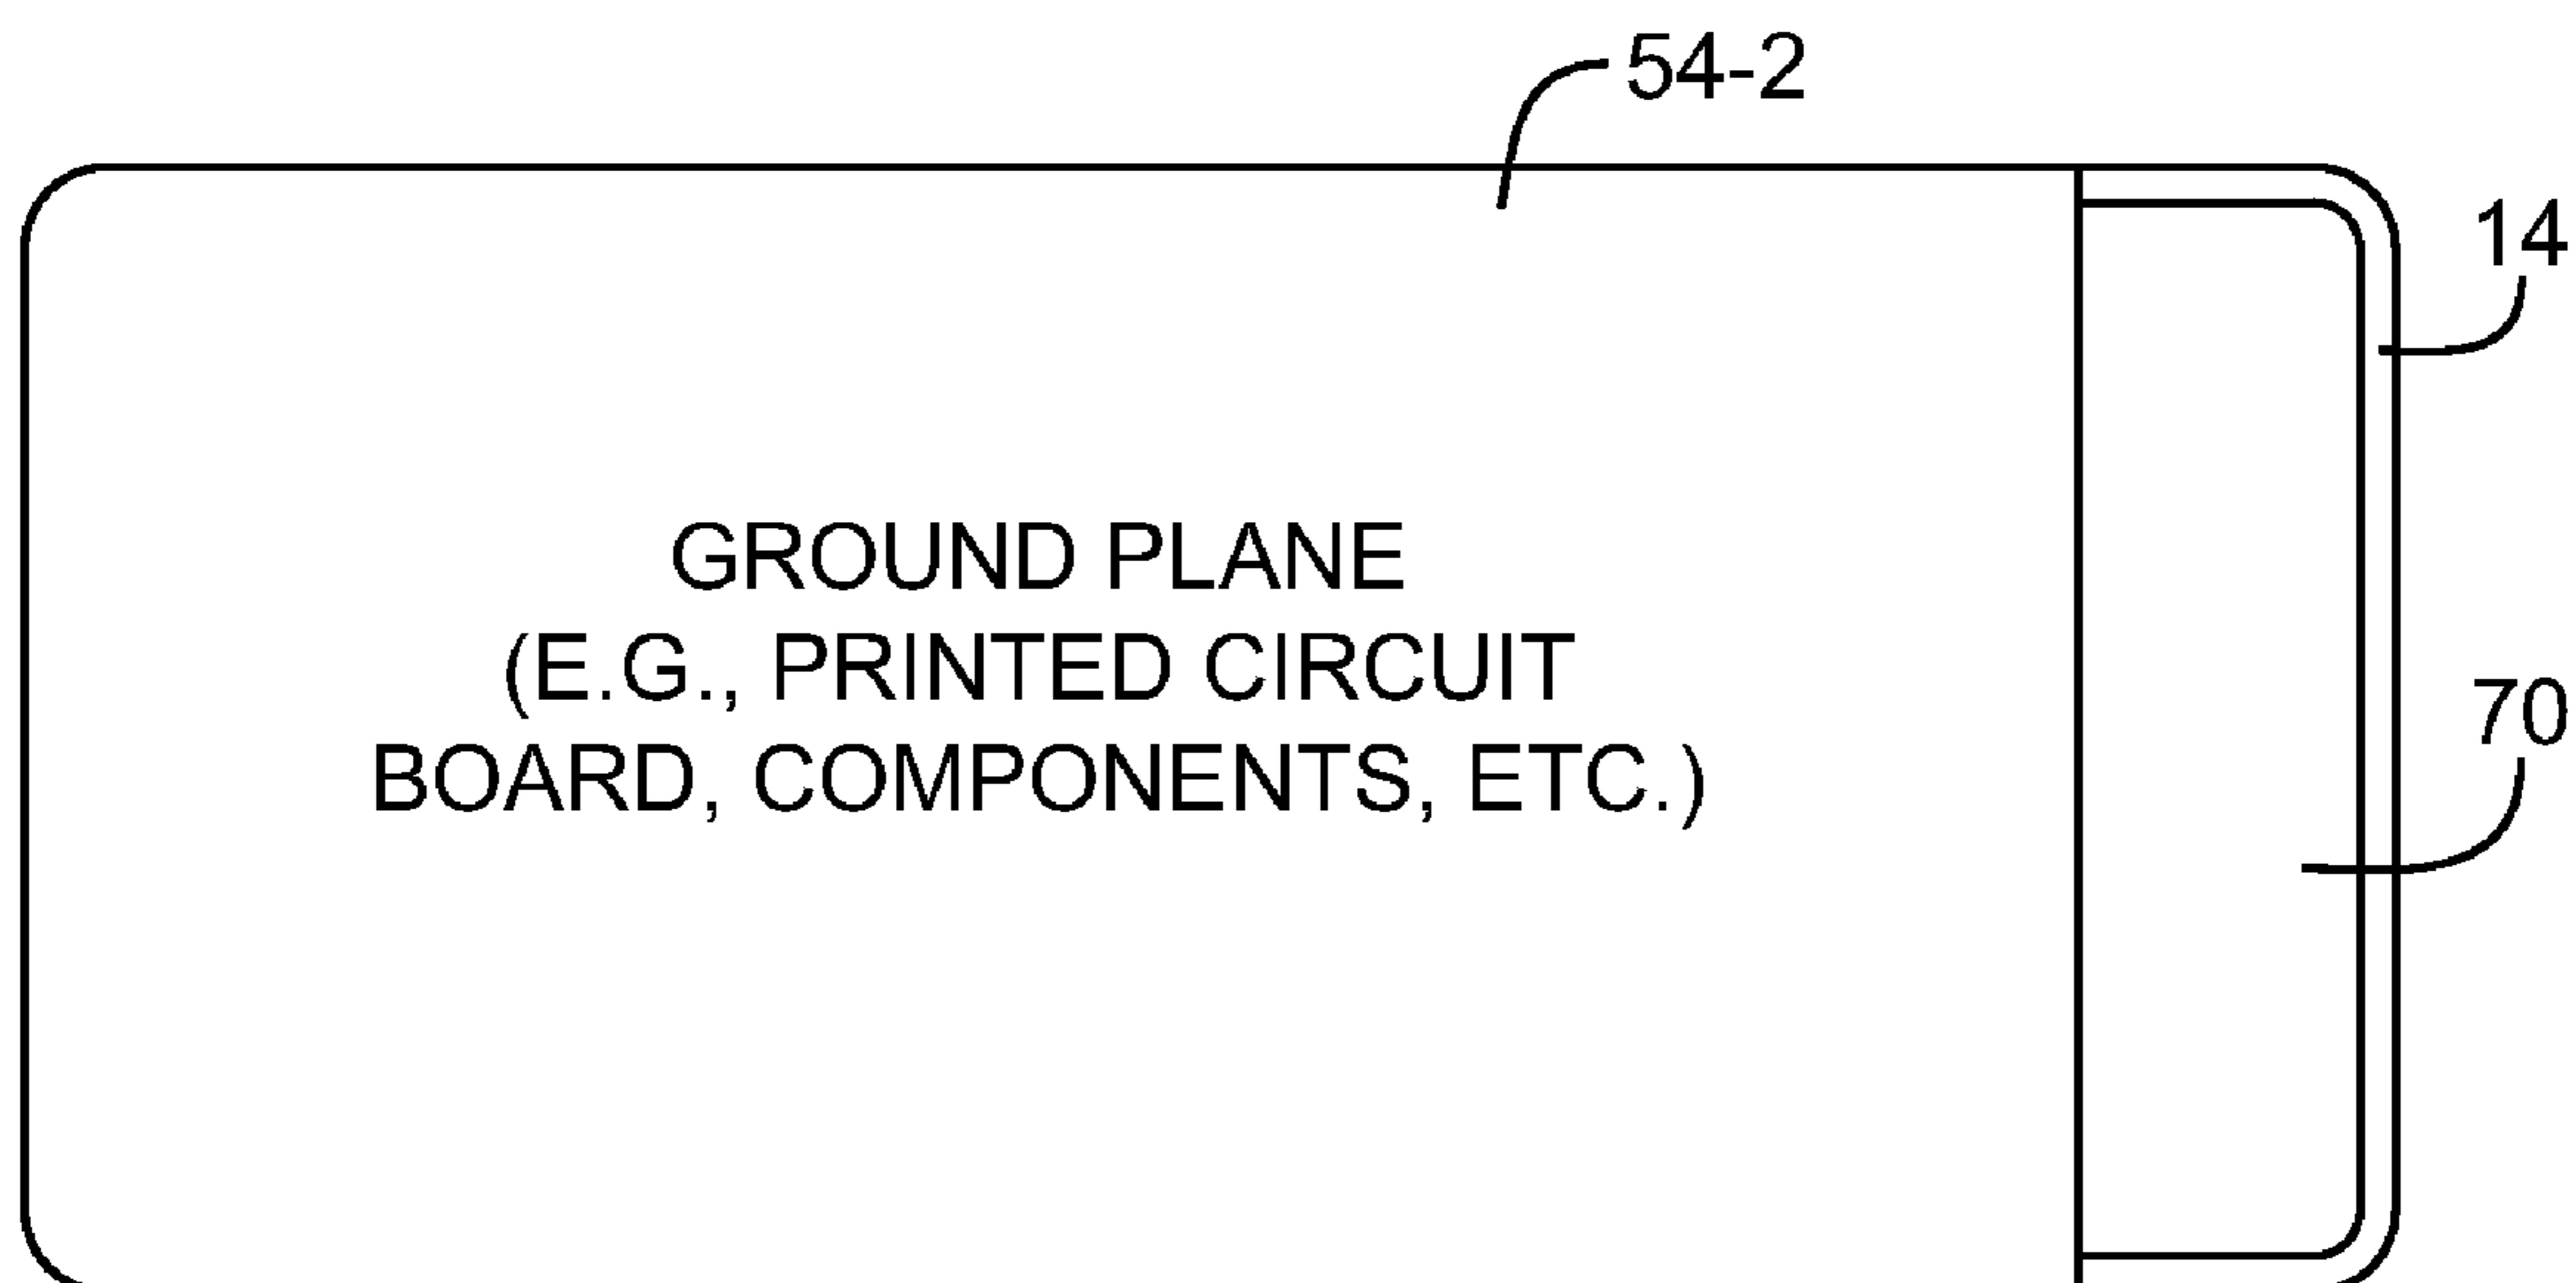 54-2
14
GROUND PLANE
(E.G., PRINTED CIRCUIT
BOARD, COMPONENTS, ETC.)
70